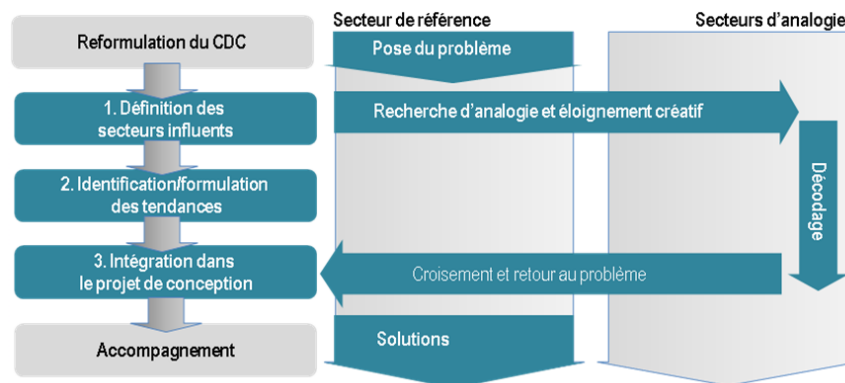 Secteur de référence
Secteurs d'analogie
Reformulation du CDC
Pose du problème
1. Définition des
secteurs influents
Recherche d'analogie et éloignement créatif
2. Identification/formulation
des tendances
Décodage
3. Intégration dans
le projet de conception
Croisement et retour au problème
Solutions
Accompagnement